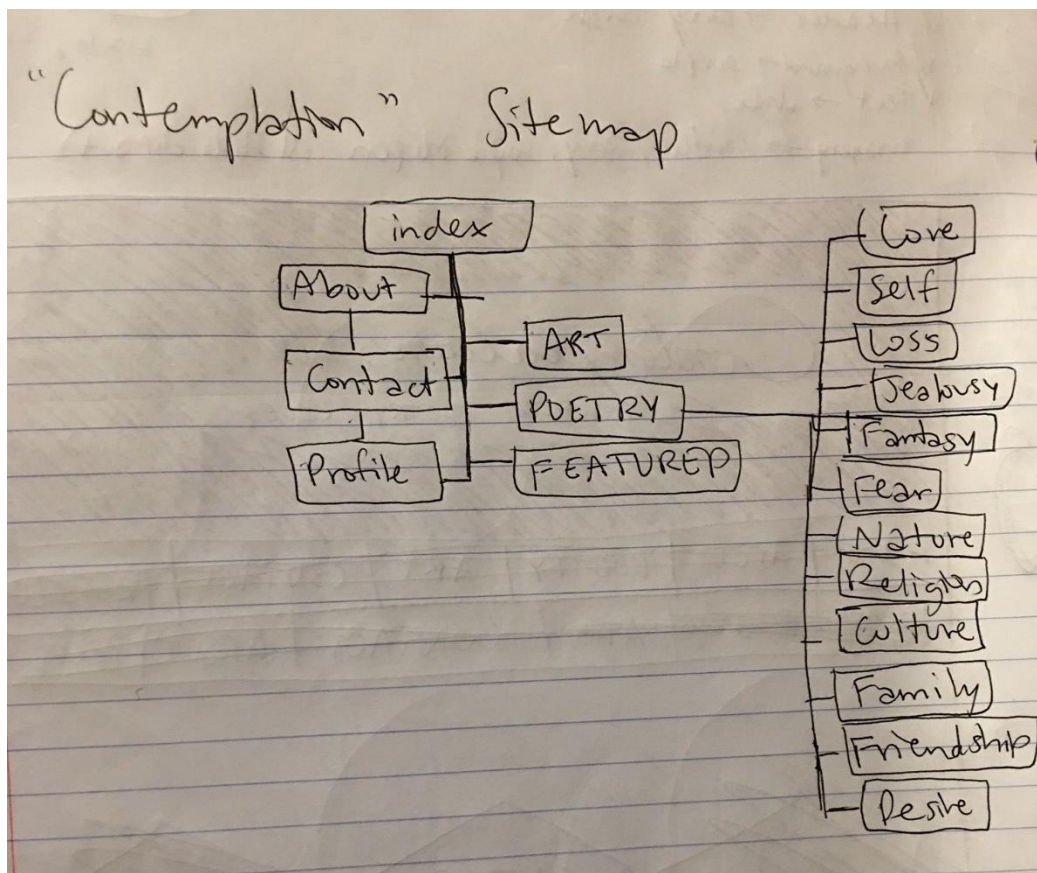 "Contemplation" Sitemap
index
About
Contact
Profile
ART
POETRY
FEATURED
Love
Self
Loss
Jealousy
Fantasy
Fear
Nature
Religion
Culture
Family
Friendship
Desire